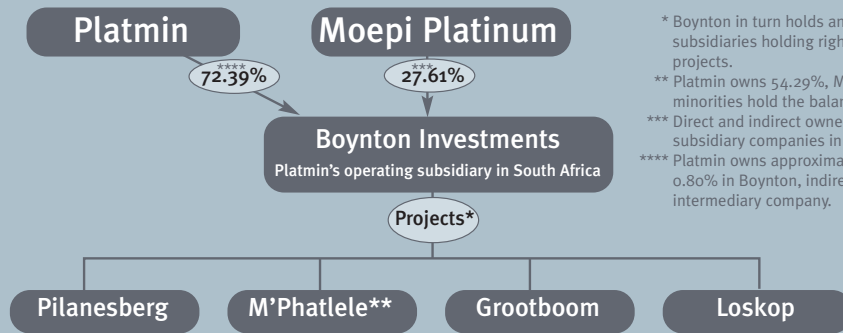 Platmin
Moepi Platinum
****
72.39%
***
27.61%
Boynton Investments
Platmin's operating subsidiary in South Africa
Projects*
Pilanesberg
M'Phatlele**
Grootboom
Loskop
* Boynton in turn holds an
subsidiaries holding righ
projects.
** Platmin owns 54.29%, M
minorities hold the balan
*** Direct and indirect owne
subsidiary companies in
**** Platmin owns approxima
0.80% in Boynton, indire
intermediary company.